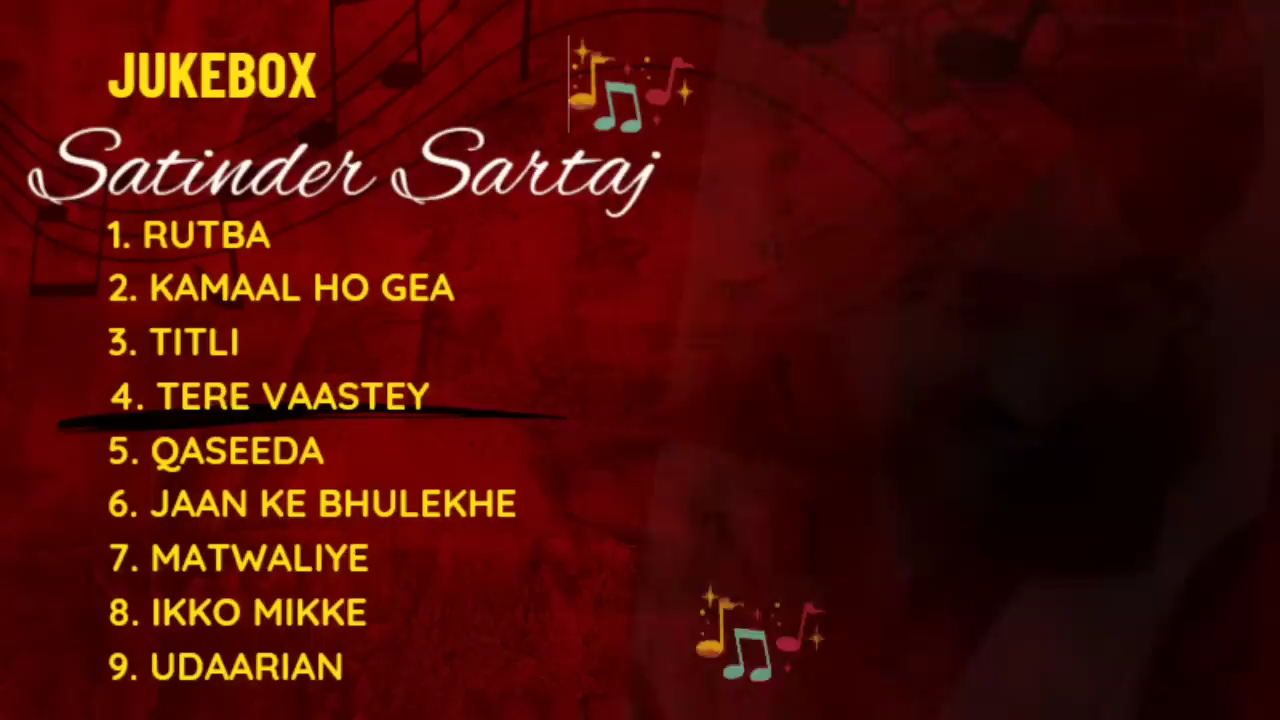 JUKEBOX
Satinder Sartaj
1. RUTBA
2. KAMAAL HO GEA
3. TITLI
4. TERE VAASTEY
5. QASEEDA
6. JAAN KE BHULEKHE
7. MATWALIYE
8. IKKO MIKKE
9. UDAARIAN